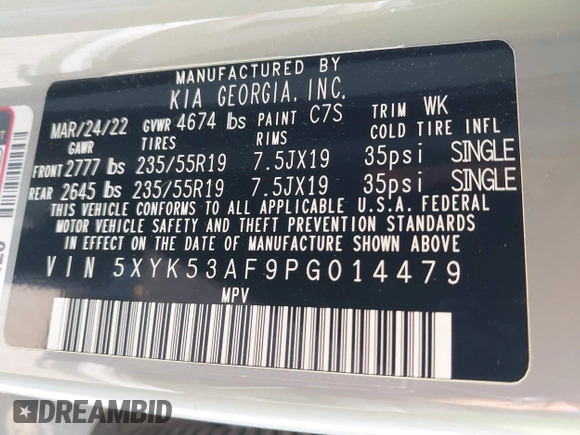 MANUFACTURED BY
KIA GEORGIA, INC.
MAR/24/22 GVWR 4674 lbs PAINT C7S TRIM WK
GAWR TIRES RIMS COLD TIRE INFL
FRONT 2777 lbs 235/55R19 7.5JX19 35psi SINGLE
REAR 2645 lbs 235/55R19 7.5JX19 35psi SINGLE
THIS VEHICLE CONFORMS TO ALL APPLICABLE U.S.A. FEDERAL
MOTOR VEHICLE SAFETY AND THEFT PREVENTION STANDARDS
IN EFFECT ON THE DATE OF MANUFACTURE SHOWN ABOVE.
VIN 5XYK53AF9PG014479
MPV
DREAMBID